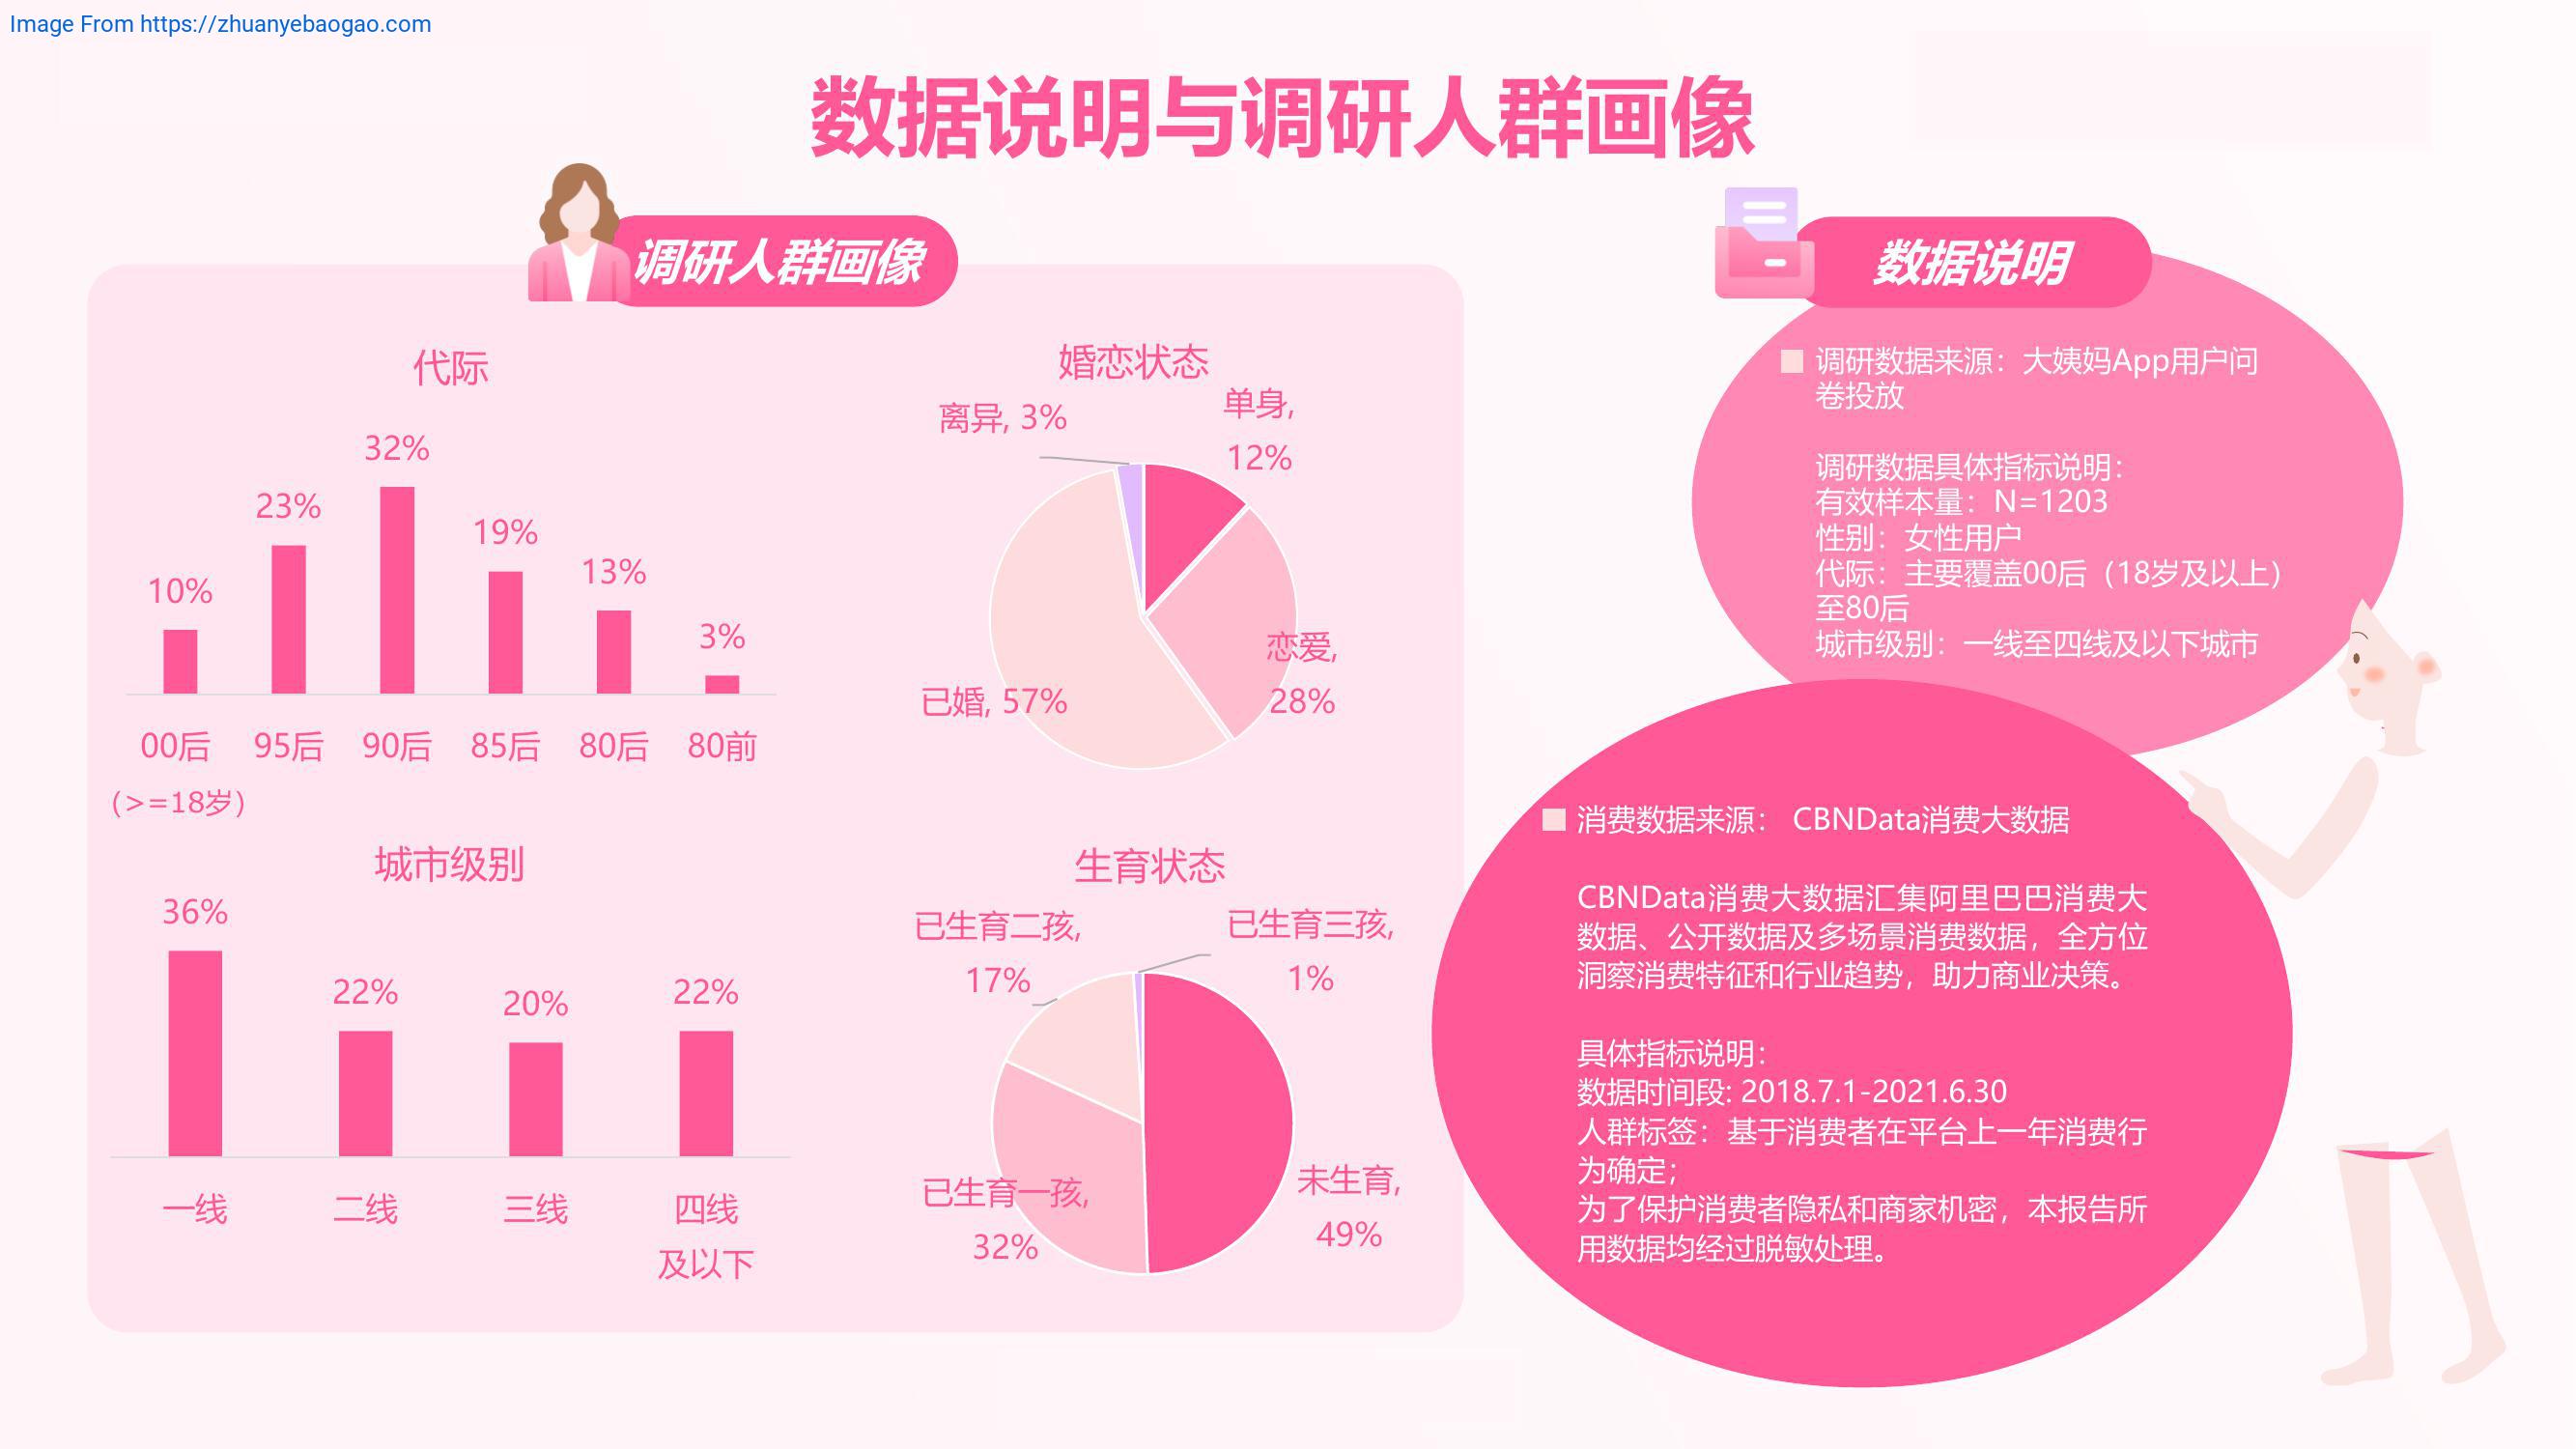 Image From https://zhuanyebaogao.com
数据说明与调研人群画像
调研人群画像
代际
10%
23%
32%
19%
13%
3%
00后
95后
90后
85后
80后
80前
(>=18岁)
婚恋状态
离异, 3%
单身,
12%
恋爱,
28%
已婚, 57%
城市级别
36%
22%
20%
22%
一线
二线
三线
四线
及以下
生育状态
已生育二孩,
17%
已生育三孩,
1%
已生育一孩,
32%
未生育,
49%
数据说明
调研数据来源：大姨妈App用户问
卷投放
调研数据具体指标说明：
有效样本量：N=1203
性别：女性用户
代际：主要覆盖00后（18岁及以上）
至80后
城市级别：一线至四线及以下城市
消费数据来源： CBNData消费大数据
CBNData消费大数据汇集阿里巴巴消费大
数据、公开数据及多场景消费数据，全方位
洞察消费特征和行业趋势，助力商业决策。
具体指标说明：
数据时间段: 2018.7.1-2021.6.30
人群标签：基于消费者在平台上一年消费行
为确定；
为了保护消费者隐私和商家机密，本报告所
用数据均经过脱敏处理。